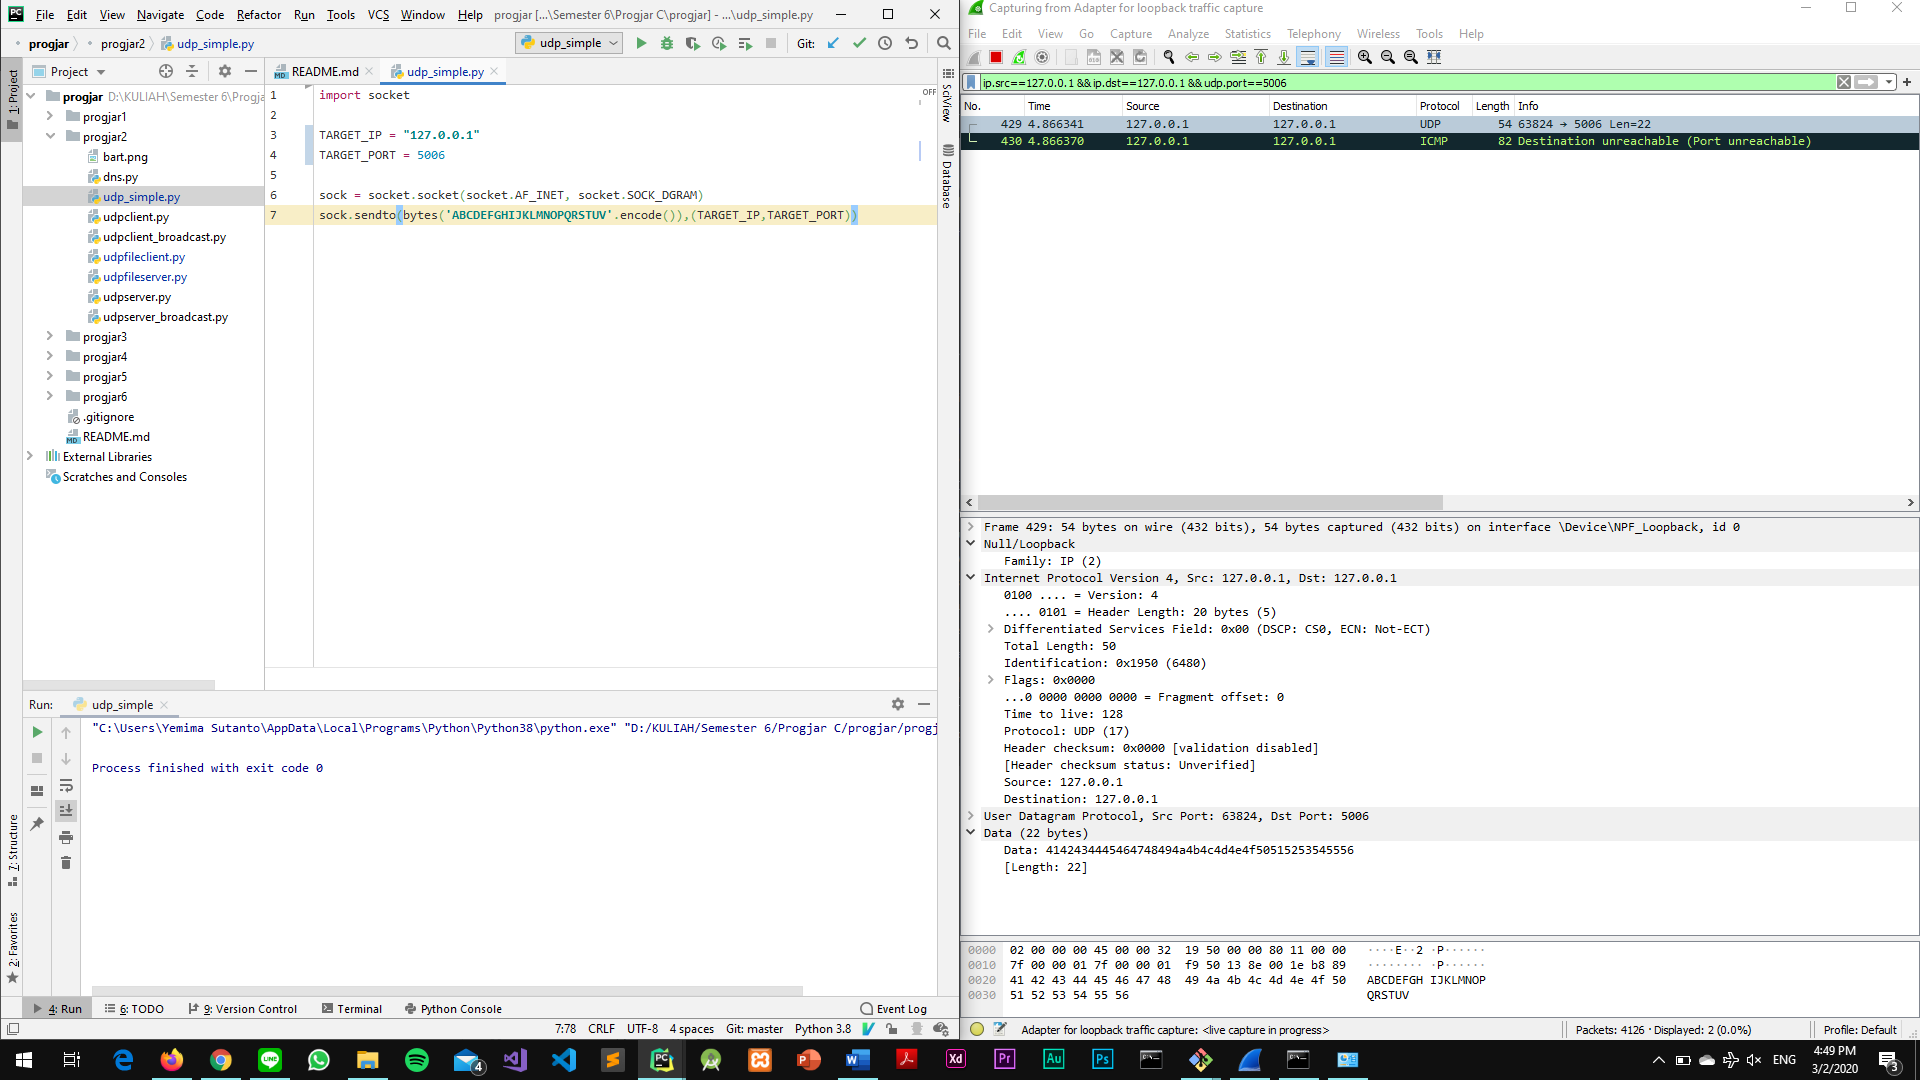 File Edit View Navigate Code Refactor Run Tools VCS Window Help progjar [...\Semester 6\Progjar C\progjar] - ...\udp_simple.py
progjar progjar2 udp_simple.py
udp_simple
Git:
1: Project
Project
README.md
udp_simple.py
progjar D:\KULIAH\Semester 6\Progja
progjar1
progjar2
bart.png
dns.py
udp_simple.py
udpclient.py
udpclient_broadcast.py
udpfileclient.py
udpfileserver.py
udpserver.py
udpserver_broadcast.py
progjar3
progjar4
progjar5
progjar6
.gitignore
README.md
External Libraries
Scratches and Consoles
1 import socket
2
3 TARGET_IP = "127.0.0.1"
4 TARGET_PORT = 5006
5
6 sock = socket.socket(socket.AF_INET, socket.SOCK_DGRAM)
7 sock.sendto(bytes('ABCDEFGHIJKLMNOPQRSTUV'.encode()),(TARGET_IP,TARGET_PORT))
OFF
SciView
Database
Run: udp_simple
"C:\Users\Yemima Sutanto\AppData\Local\Programs\Python\Python38\python.exe" "D:/KULIAH/Semester 6/Progjar C/progjar/progj
Process finished with exit code 0
7: Structure
2: Favorites
4: Run 6: TODO 9: Version Control Terminal Python Console Event Log
7:78 CRLF UTF-8 4 spaces Git: master Python 3.8
Capturing from Adapter for loopback traffic capture
File Edit View Go Capture Analyze Statistics Telephony Wireless Tools Help
ip.src==127.0.0.1 && ip.dst==127.0.0.1 && udp.port==5006
No. Time Source Destination Protocol Length Info
429 4.866341 127.0.0.1 127.0.0.1 UDP 54 63824 → 5006 Len=22
430 4.866370 127.0.0.1 127.0.0.1 ICMP 82 Destination unreachable (Port unreachable)
Frame 429: 54 bytes on wire (432 bits), 54 bytes captured (432 bits) on interface \Device\NPF_Loopback, id 0
Null/Loopback
Family: IP (2)
Internet Protocol Version 4, Src: 127.0.0.1, Dst: 127.0.0.1
0100 .... = Version: 4
.... 0101 = Header Length: 20 bytes (5)
Differentiated Services Field: 0x00 (DSCP: CS0, ECN: Not-ECT)
Total Length: 50
Identification: 0x1950 (6480)
Flags: 0x0000
...0 0000 0000 0000 = Fragment offset: 0
Time to live: 128
Protocol: UDP (17)
Header checksum: 0x0000 [validation disabled]
[Header checksum status: Unverified]
Source: 127.0.0.1
Destination: 127.0.0.1
User Datagram Protocol, Src Port: 63824, Dst Port: 5006
Data (22 bytes)
Data: 4142434445464748494a4b4c4d4e4f50515253545556
[Length: 22]
0000 02 00 00 00 45 00 00 32 19 50 00 00 80 11 00 00 ····E··2 ·P······
0010 7f 00 00 01 7f 00 00 01 f9 50 13 8e 00 1e b8 89 ········ ·P······
0020 41 42 43 44 45 46 47 48 49 4a 4b 4c 4d 4e 4f 50 ABCDEFGH IJKLMNOP
0030 51 52 53 54 55 56 QRSTUV
Adapter for loopback traffic capture: <live capture in progress> Packets: 4126 · Displayed: 2 (0.0%) Profile: Default
4
ENG
4:49 PM
3/2/2020
3